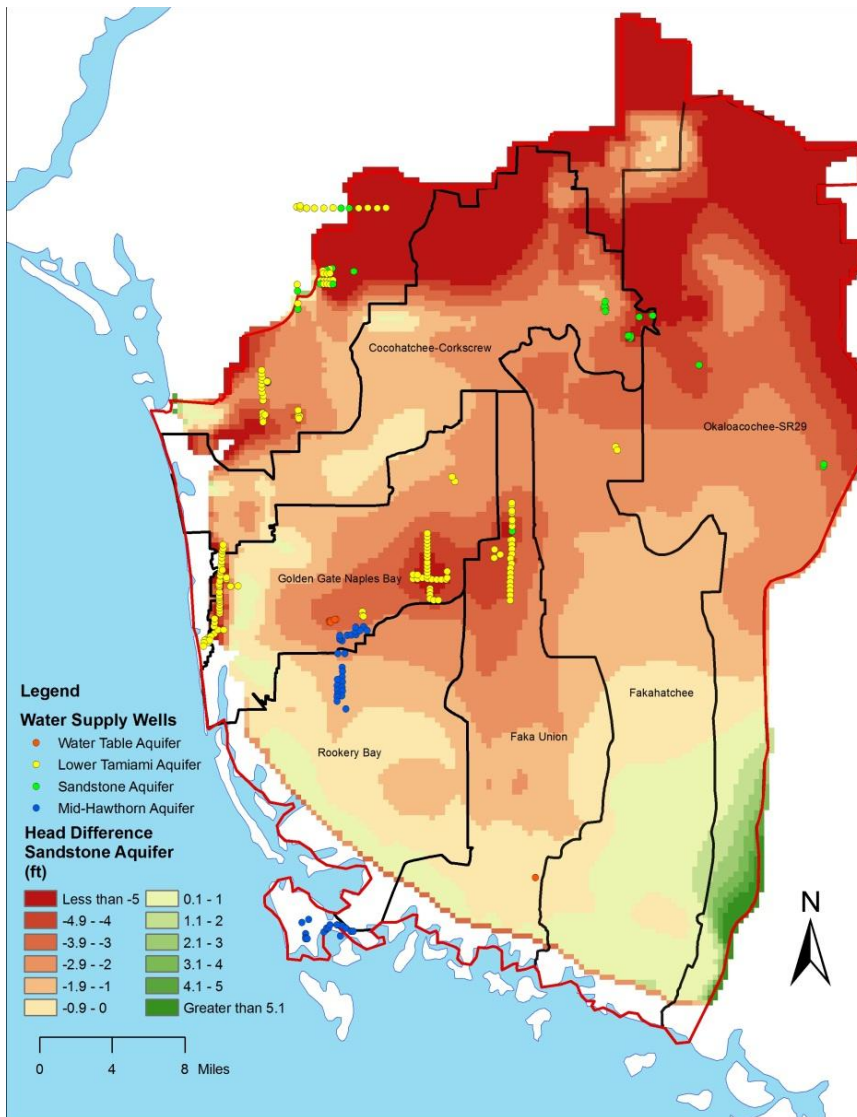 Cocohatchee-Corkscrew
Okaloacochee-SR29
Golden Gate Naples Bay
Fakahatchee
Faka Union
Rookery Bay
Legend
Water Supply Wells
Water Table Aquifer
Lower Tamiami Aquifer
Sandstone Aquifer
Mid-Hawthorn Aquifer
Head Difference
Sandstone Aquifer
(ft)
Less than -5
-4.9 - -4
-3.9 - -3
-2.9 - -2
-1.9 - -1
-0.9 - 0
0.1 - 1
1.1 - 2
2.1 - 3
3.1 - 4
4.1 - 5
Greater than 5.1
0 4 8 Miles
N